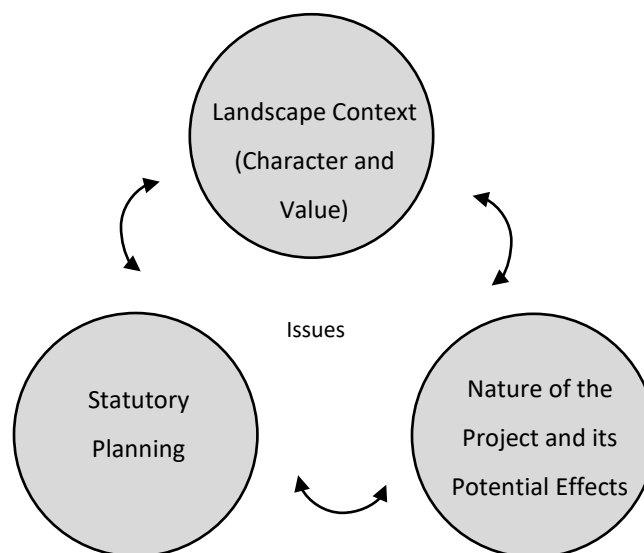 Landscape Context
(Character and
Value)
Issues
Statutory
Planning
Nature of the
Project and its
Potential Effects